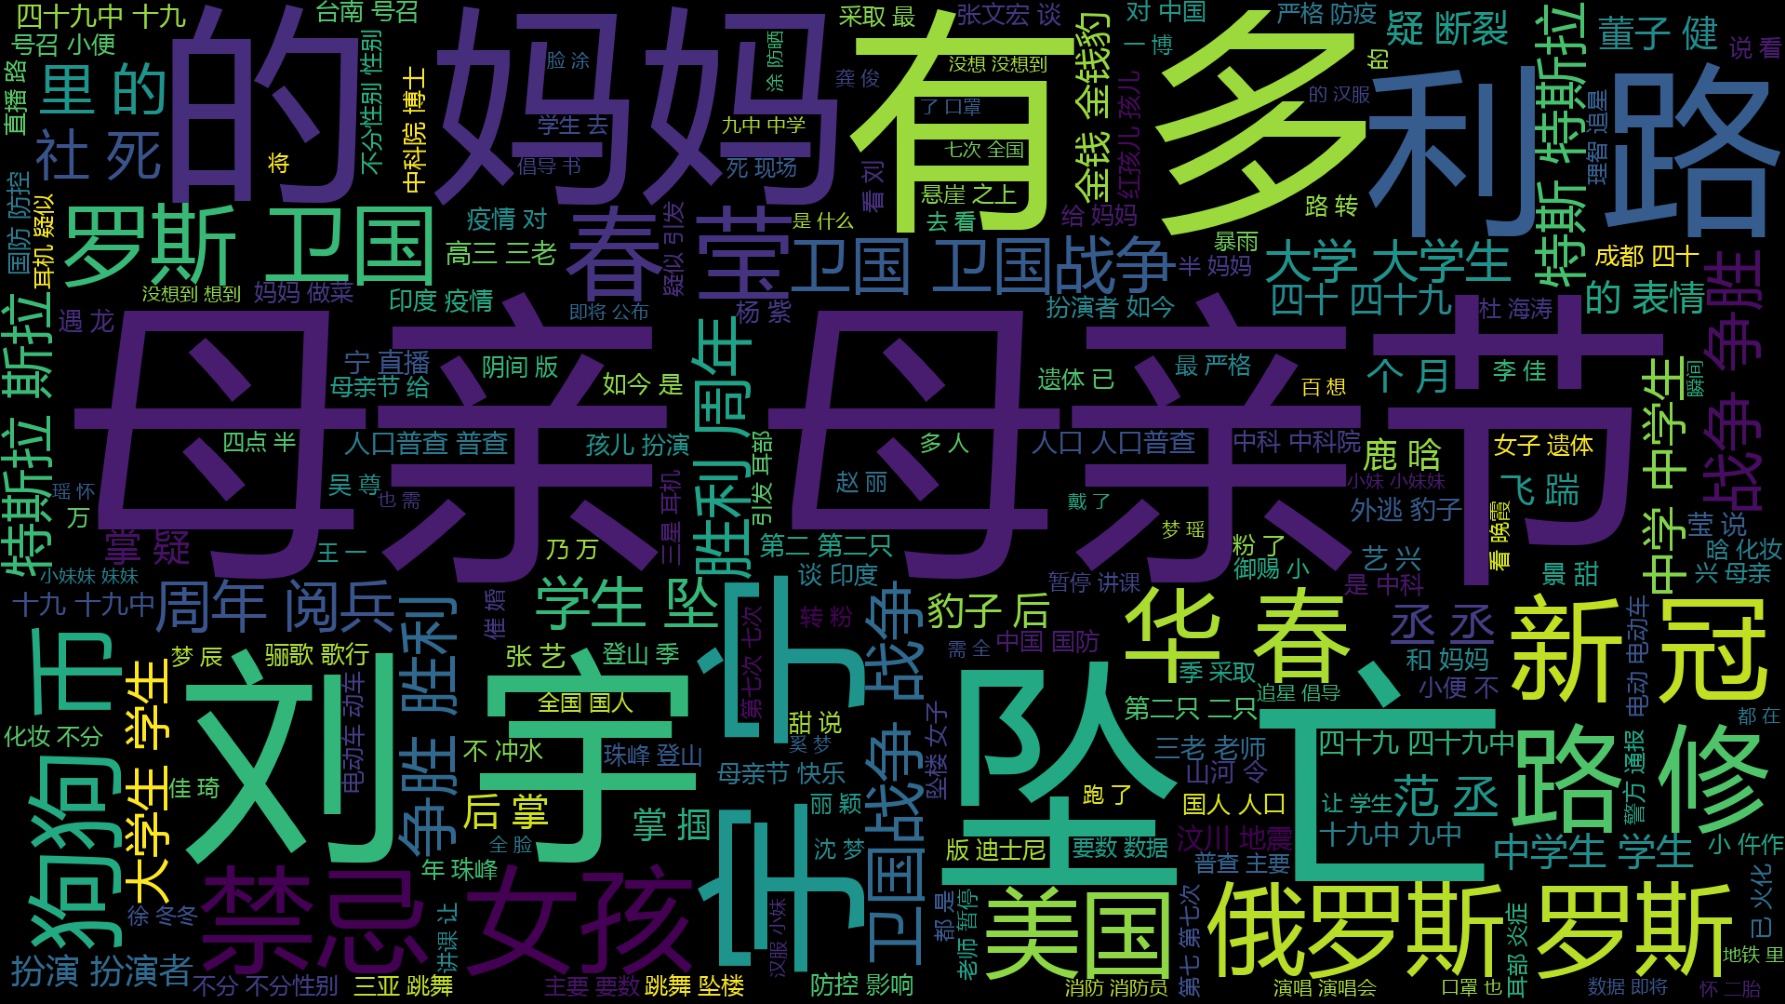 四十九中 十九
台南 号召
采取 最
张文宏 谈
对 中国
严格 防疫
疑 断裂
特斯 特斯拉
董子 健
说 看
号召 小便
里 的
的 妈妈
有 多
利 路
脸 涂
涂 防晒
不分性别 性别
中科院 博士
龚 俊
没想 没想到
金钱 金钱豹
一 博
的
的 汉服
理智 追星
直播 路
社 死
将
学生 去
倡导 书
九中 中学
死 现场
了 口罩
七次 全国
悬崖 之上
看 刘
去 看
红孩儿 孩儿
路 转
国防 防控
耳机 疑似
罗斯 卫国
疫情 对
高三 三老
春 莹
疑似 引发
是 什么
给 妈妈
卫国 卫国战争
半 妈妈
暴雨
大学 大学生
成都 四十
没想到 想到
妈妈 做菜
印度 疫情
即将 公布
杨 紫
扮演者 如今
四十 四十九
杜 海涛
的 表情
战争 争胜
特斯拉 斯拉
遇 龙
母亲 母亲节
宁 直播
阴间 版
母亲节 给
如今 是
胜利 周年
遗体 已
最 严格
百 想
个 月
李 佳
中学 中学生
瞬间
四点 半
人口普查 普查
孩儿 扮演
引发 耳部
多 人
人口 人口普查
中科 中科院
鹿 晗
女子 遗体
瑶 怀
万
吴 尊
也 需
三星 耳机
赵 丽
戴 了
小妹 小妹妹
飞 踹
外逃 豹子
看 晚霞
莹 说
掌 疑
王 一
乃 万
第二 第二只
梦 瑶
粉 了
艺 兴
晗 化妆
小妹妹 妹妹
谈 印度
暂停 讲课
御赐 小
是 中科
景 甜
兴 母亲
十九 十九中
周年 阅兵
争胜 胜利
催 婚
学生 坠
宁 宁
转 粉
第七次 七次
卫国战争 战争
豹子 后
中国 国防
需 全
华 春
丞 丞
新 冠
电动 电动车
狗狗 市
大学生 学生
梦 辰
骊歌 歌行
张 艺
登山 季
刘 宇
全国 国人
电动车 动车
甜 说
坠楼 女子
坠 亡
季 采取
追星 倡导
和 妈妈
小便 不
第二只 二只
都 在
化妆 不分
不 冲水
珠峰 登山
奚 梦
母亲节 快乐
三老 老师
四十九 四十九中
路 修
警方 通报
佳 琦
后 掌
掌 掴
丽 颖
山河 令
跑 了
国人 人口
让 学生
范 丞
全 脸
年 珠峰
沈 梦
版 迪士尼
要数 数据
汶川 地震
十九中 九中
普查 主要
中学生 学生
小 仵作
禁忌 女孩
徐 冬冬
讲课 让
汉服 小妹
都 是
老师 暂停
美国
第七 第七次
俄罗斯 罗斯
耳部 炎症
已 火化
扮演 扮演者
不分 不分性别
三亚 跳舞
主要 要数
跳舞 坠楼
防控 影响
消防 消防员
演唱 演唱会
口罩 也
数据 即将
地铁 里
怀 二胎